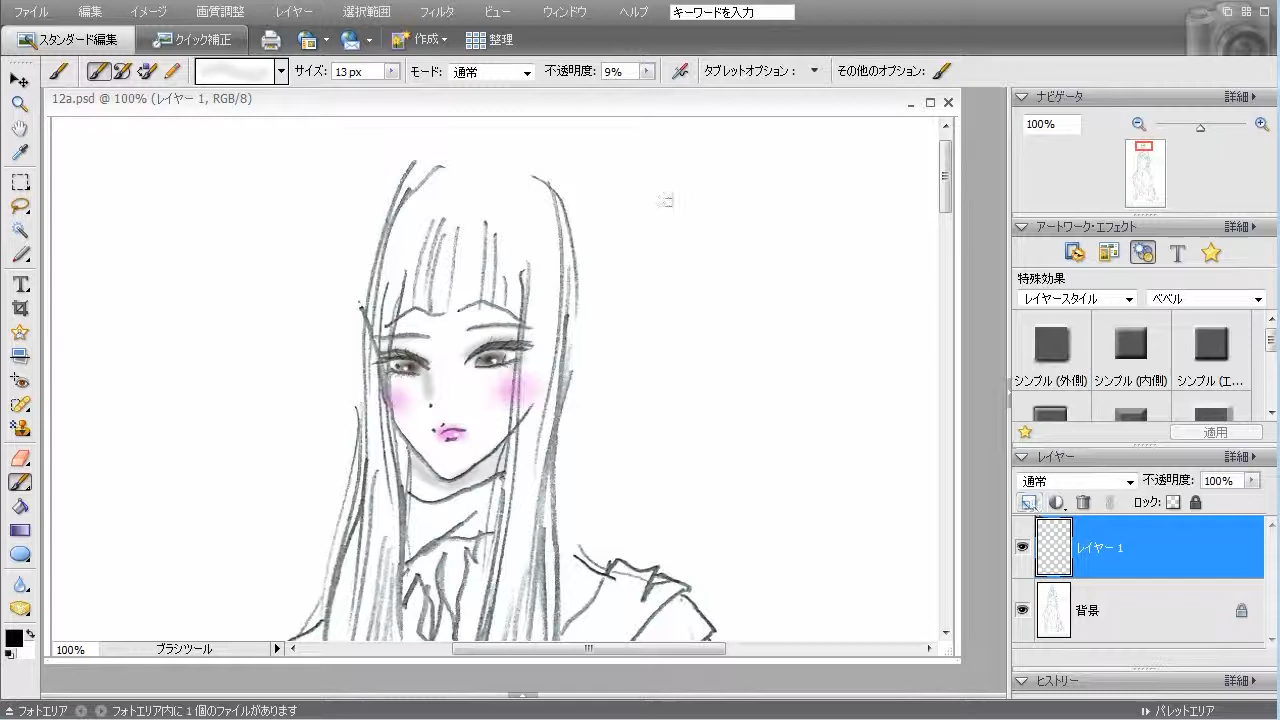 ファイル 編集 イメージ 画質調整 レイヤー 選択範囲 フィルタ ビュー ウィンドウ ヘルプ キーワードを入力
スタンダード編集 クイック補正 作成 整理
サイズ: 13 px モード: 通常 不透明度: 9% タブレットオプション: その他のオプション:
12a.psd @ 100% (レイヤー 1, RGB/8)
ナビゲータ 詳細
100%
アートワーク・エフェクト 詳細
特殊効果
レイヤースタイル ベベル
シンプル (外側) シンプル (内側) シンプル (エ...
適用
レイヤー 詳細
通常 不透明度: 100%
ロック:
レイヤー 1
背景
100% ブラシツール
ヒストリー 詳細
フォトエリア フォトエリア内に 1 個のファイルがあります パレットエリア